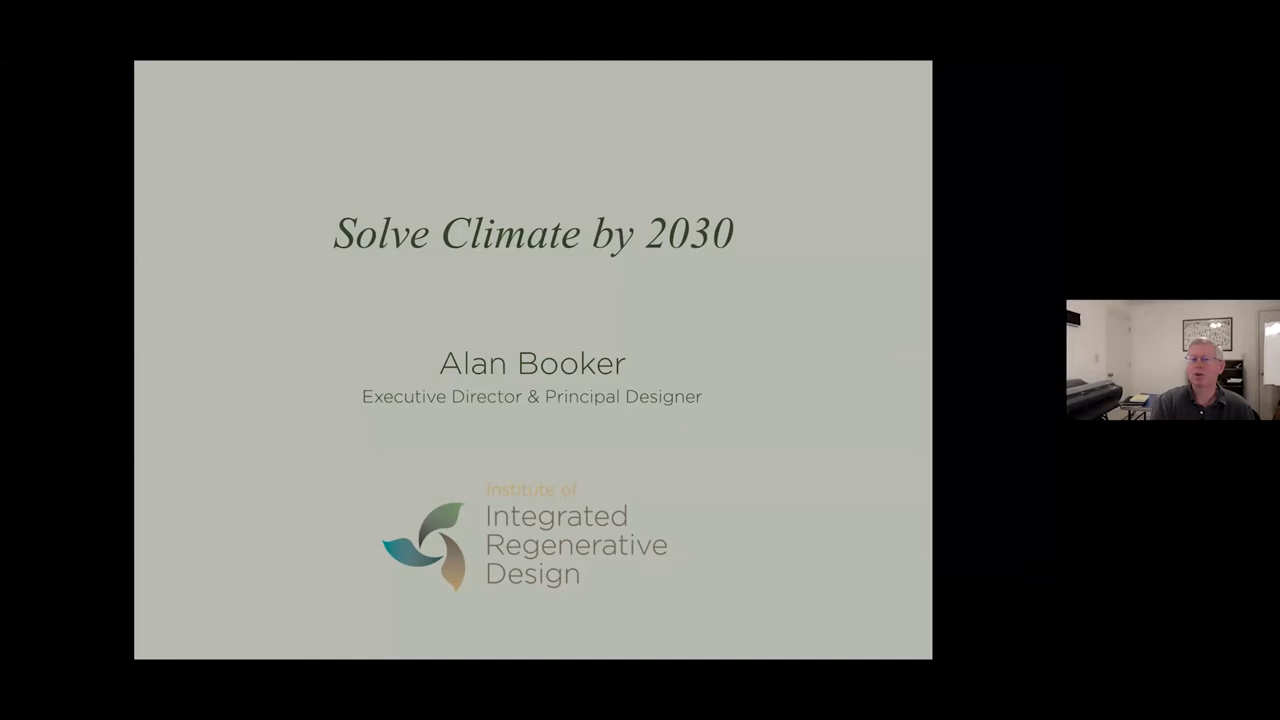 Solve Climate by 2030
Alan Booker
Executive Director & Principal Designer
Institute of
Integrated
Regenerative
Design